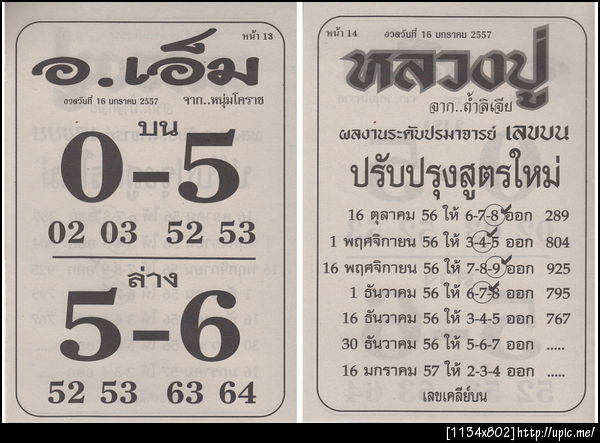 หน้า 13
อ.เอ็ม
งวดวันที่ 16 มกราคม 2557
จาก..หนุ่มโคราช
บน
0-5
02 03 52 53
ล่าง
5-6
52 53 63 64
หน้า 14
งวดวันที่ 16 มกราคม 2557
หลวงปู่
จาก..ถ้ำลิเจีย
ผลงานระดับปรมาจารย์ เลขบน
ปรับปรุงสูตรใหม่
16 ตุลาคม 56 ให้ 6-7-8 ออก 289
1 พฤศจิกายน 56 ให้ 3-4-5 ออก 804
16 พฤศจิกายน 56 ให้ 7-8-9 ออก 925
1 ธันวาคม 56 ให้ 6-7-8 ออก 795
16 ธันวาคม 56 ให้ 3-4-5 ออก 767
30 ธันวาคม 56 ให้ 5-6-7 ออก .....
16 มกราคม 57 ให้ 2-3-4 ออก .....
เลขเคลีย์บน
[1154x802]http://upic.me/